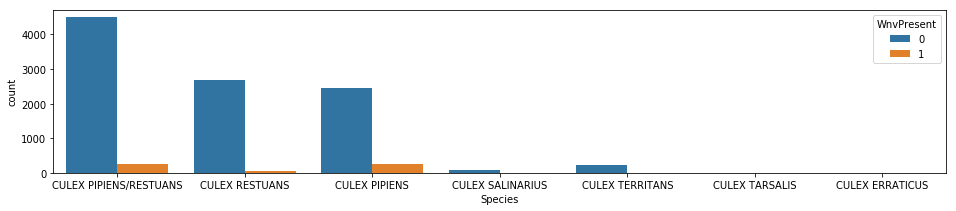 WnvPresent
0
1
4000
3000
2000
1000
0
count
CULEX PIPIENS/RESTUANS CULEX RESTUANS CULEX PIPIENS CULEX SALINARIUS CULEX TERRITANS CULEX TARSALIS CULEX ERRATICUS
Species